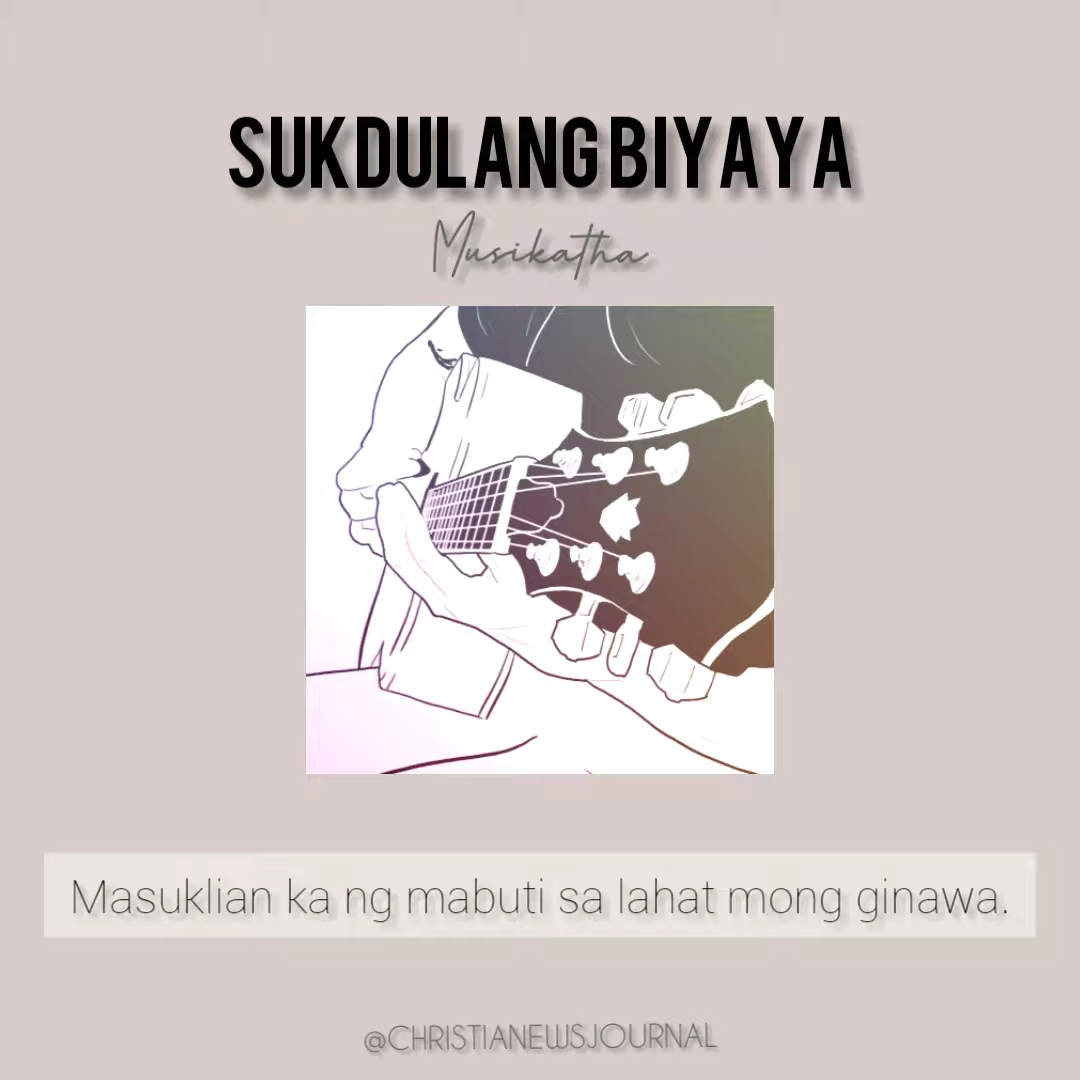 SUKDULANG BIYAYA
Musikatha
Masuklian ka ng mabuti sa lahat mong ginawa.
@CHRISTIANEWSJOURNAL